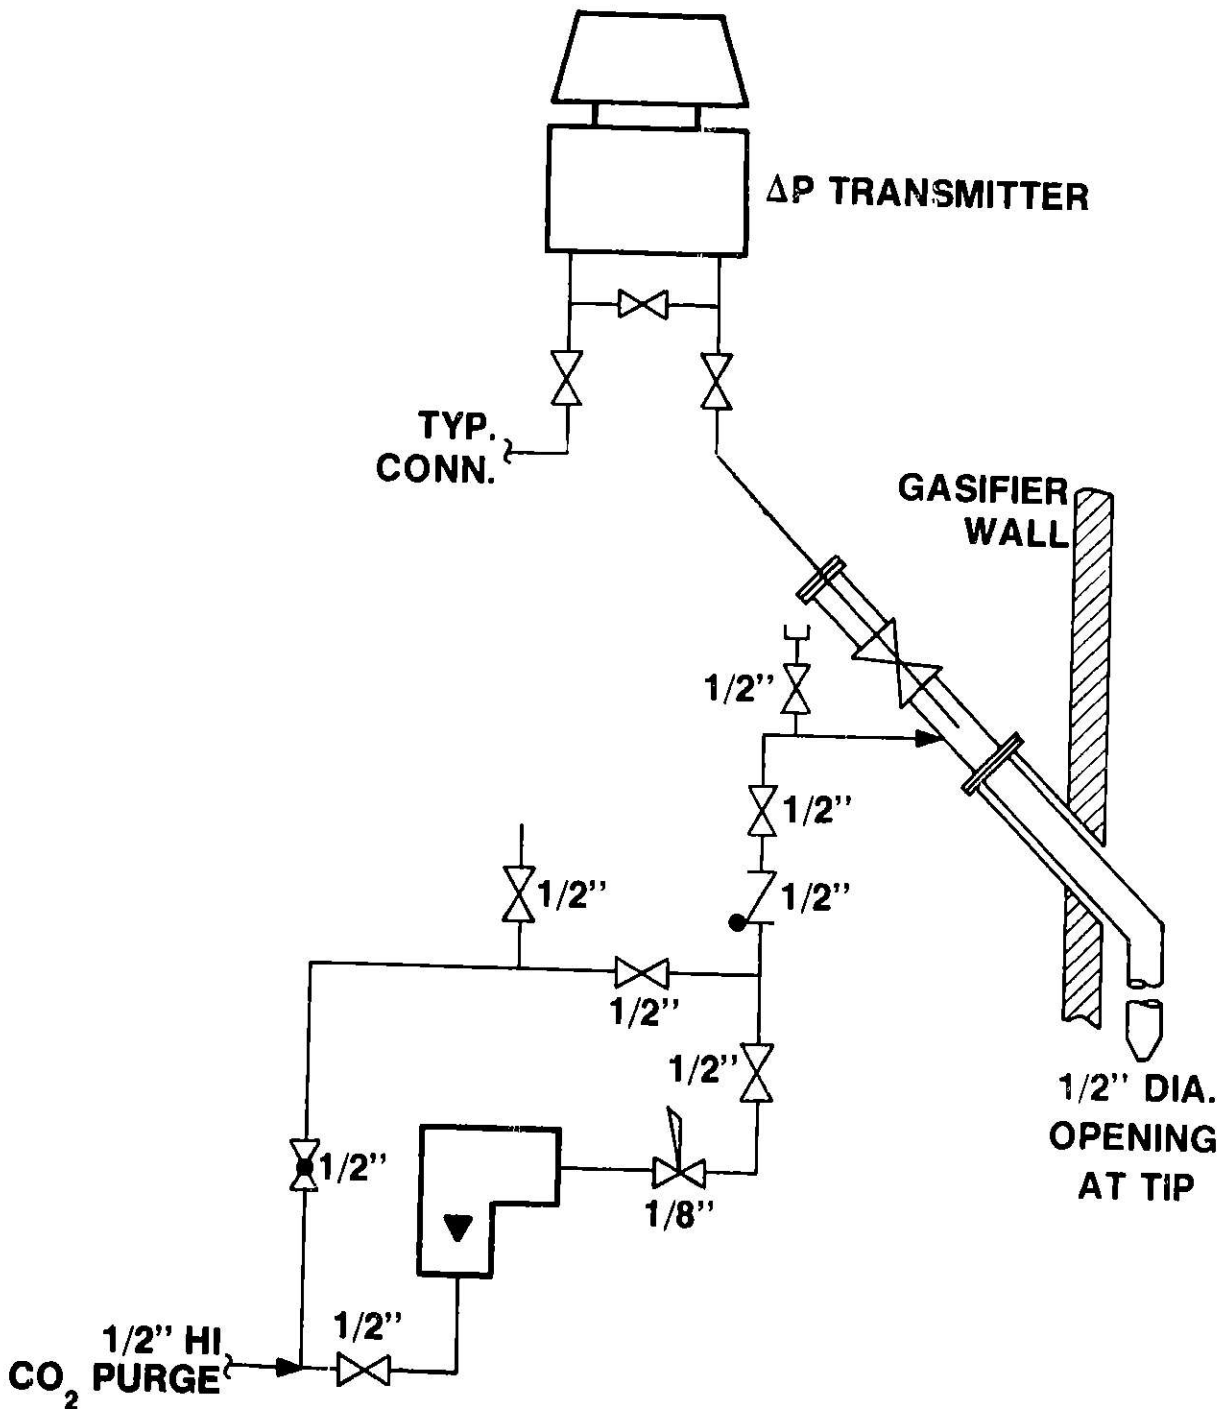 ΔP TRANSMITTER
TYP.
CONN.
GASIFIER
WALL
1/2”
1/2”
1/2”
1/2”
1/2”
1/2”
1/2”
1/8”
1/2” DIA.
OPENING
AT TIP
1/2”
1/2” HI
CO₂ PURGE